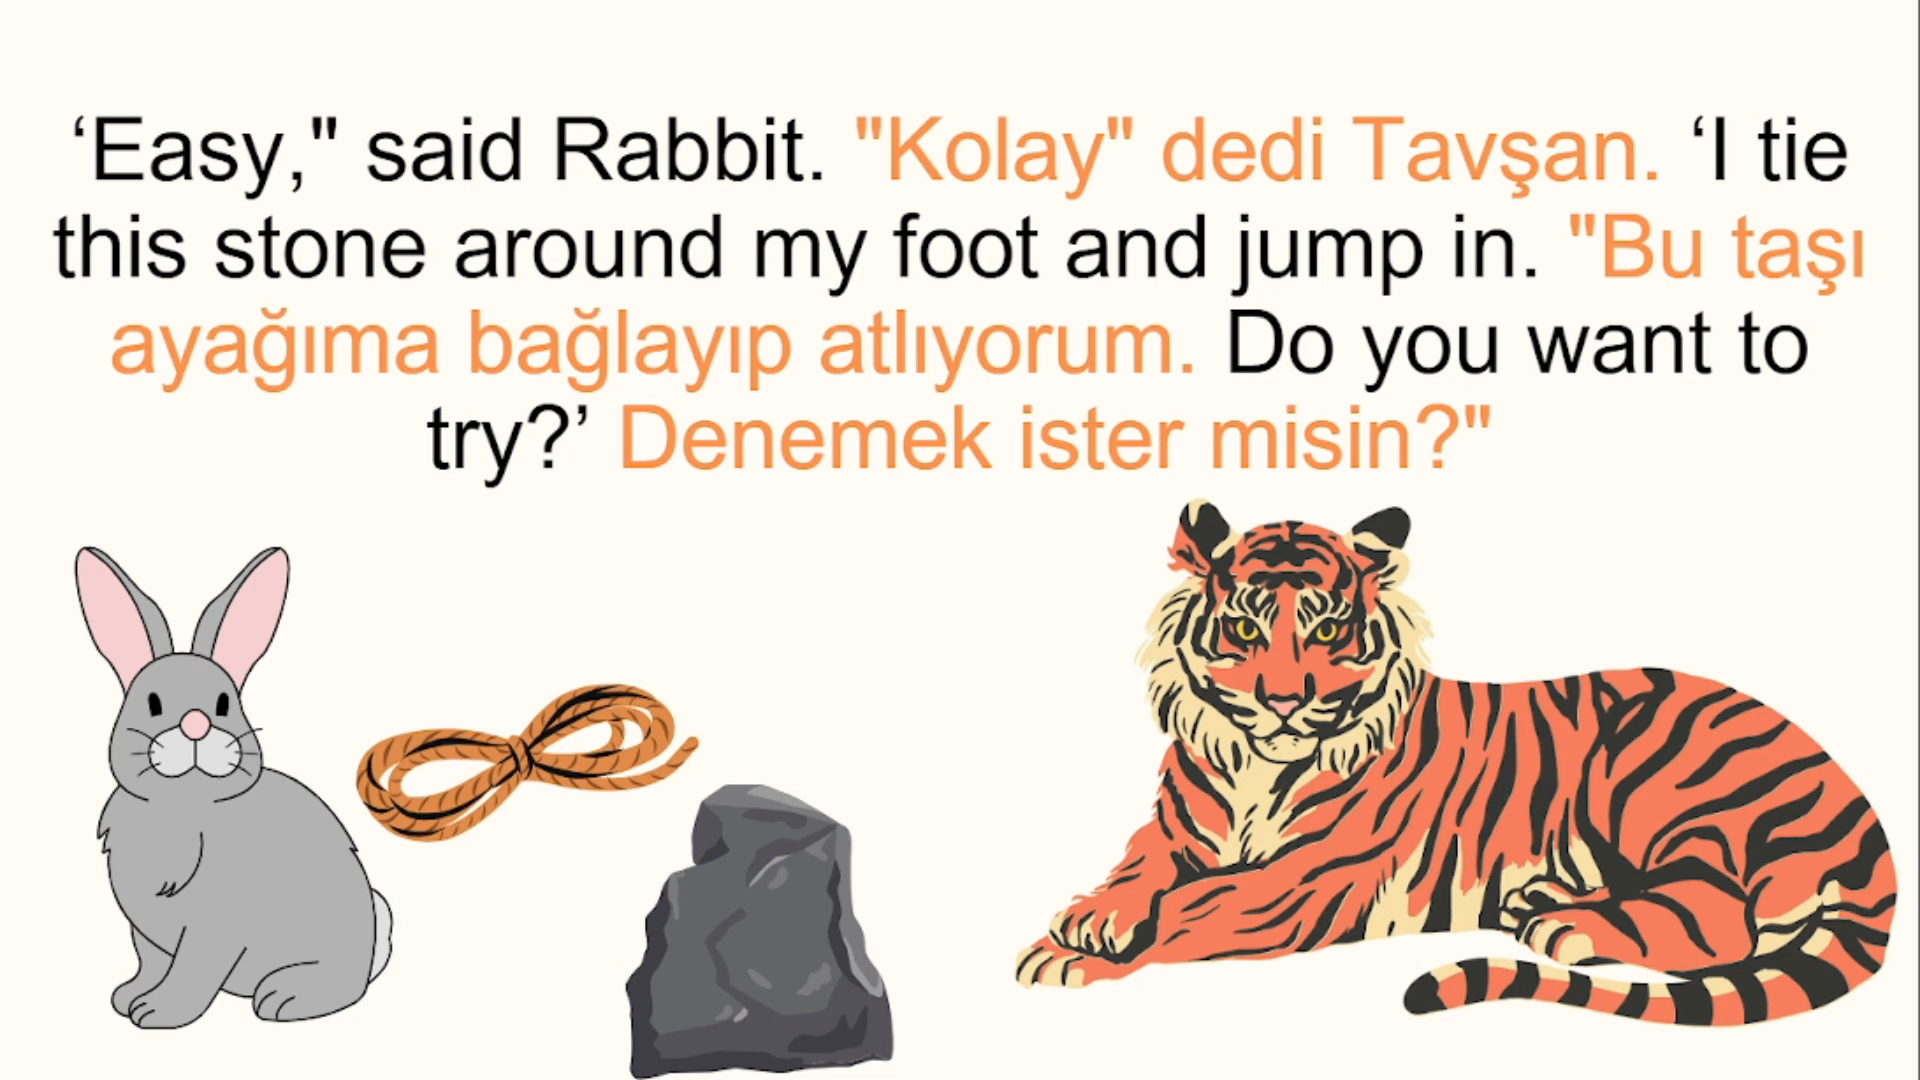 ‘Easy," said Rabbit. "Kolay" dedi Tavşan. ‘I tie
this stone around my foot and jump in. "Bu taşı
ayağıma bağlayıp atlıyorum. Do you want to
try?’ Denemek ister misin?"